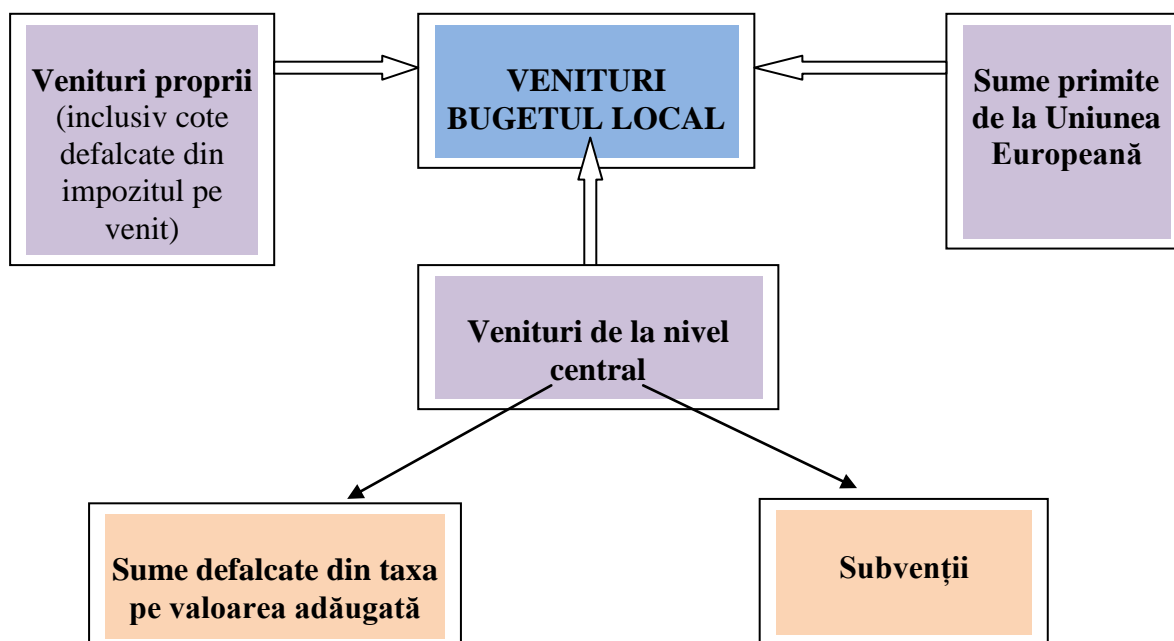 Venituri proprii
(inclusiv cote
defalcate din
impozitul pe
venit)
VENITURI
BUGETUL LOCAL
Sume primite
de la Uniunea
Europeană
Venituri de la nivel
central
Sume defalcate din taxa
pe valoarea adăugată
Subvenții